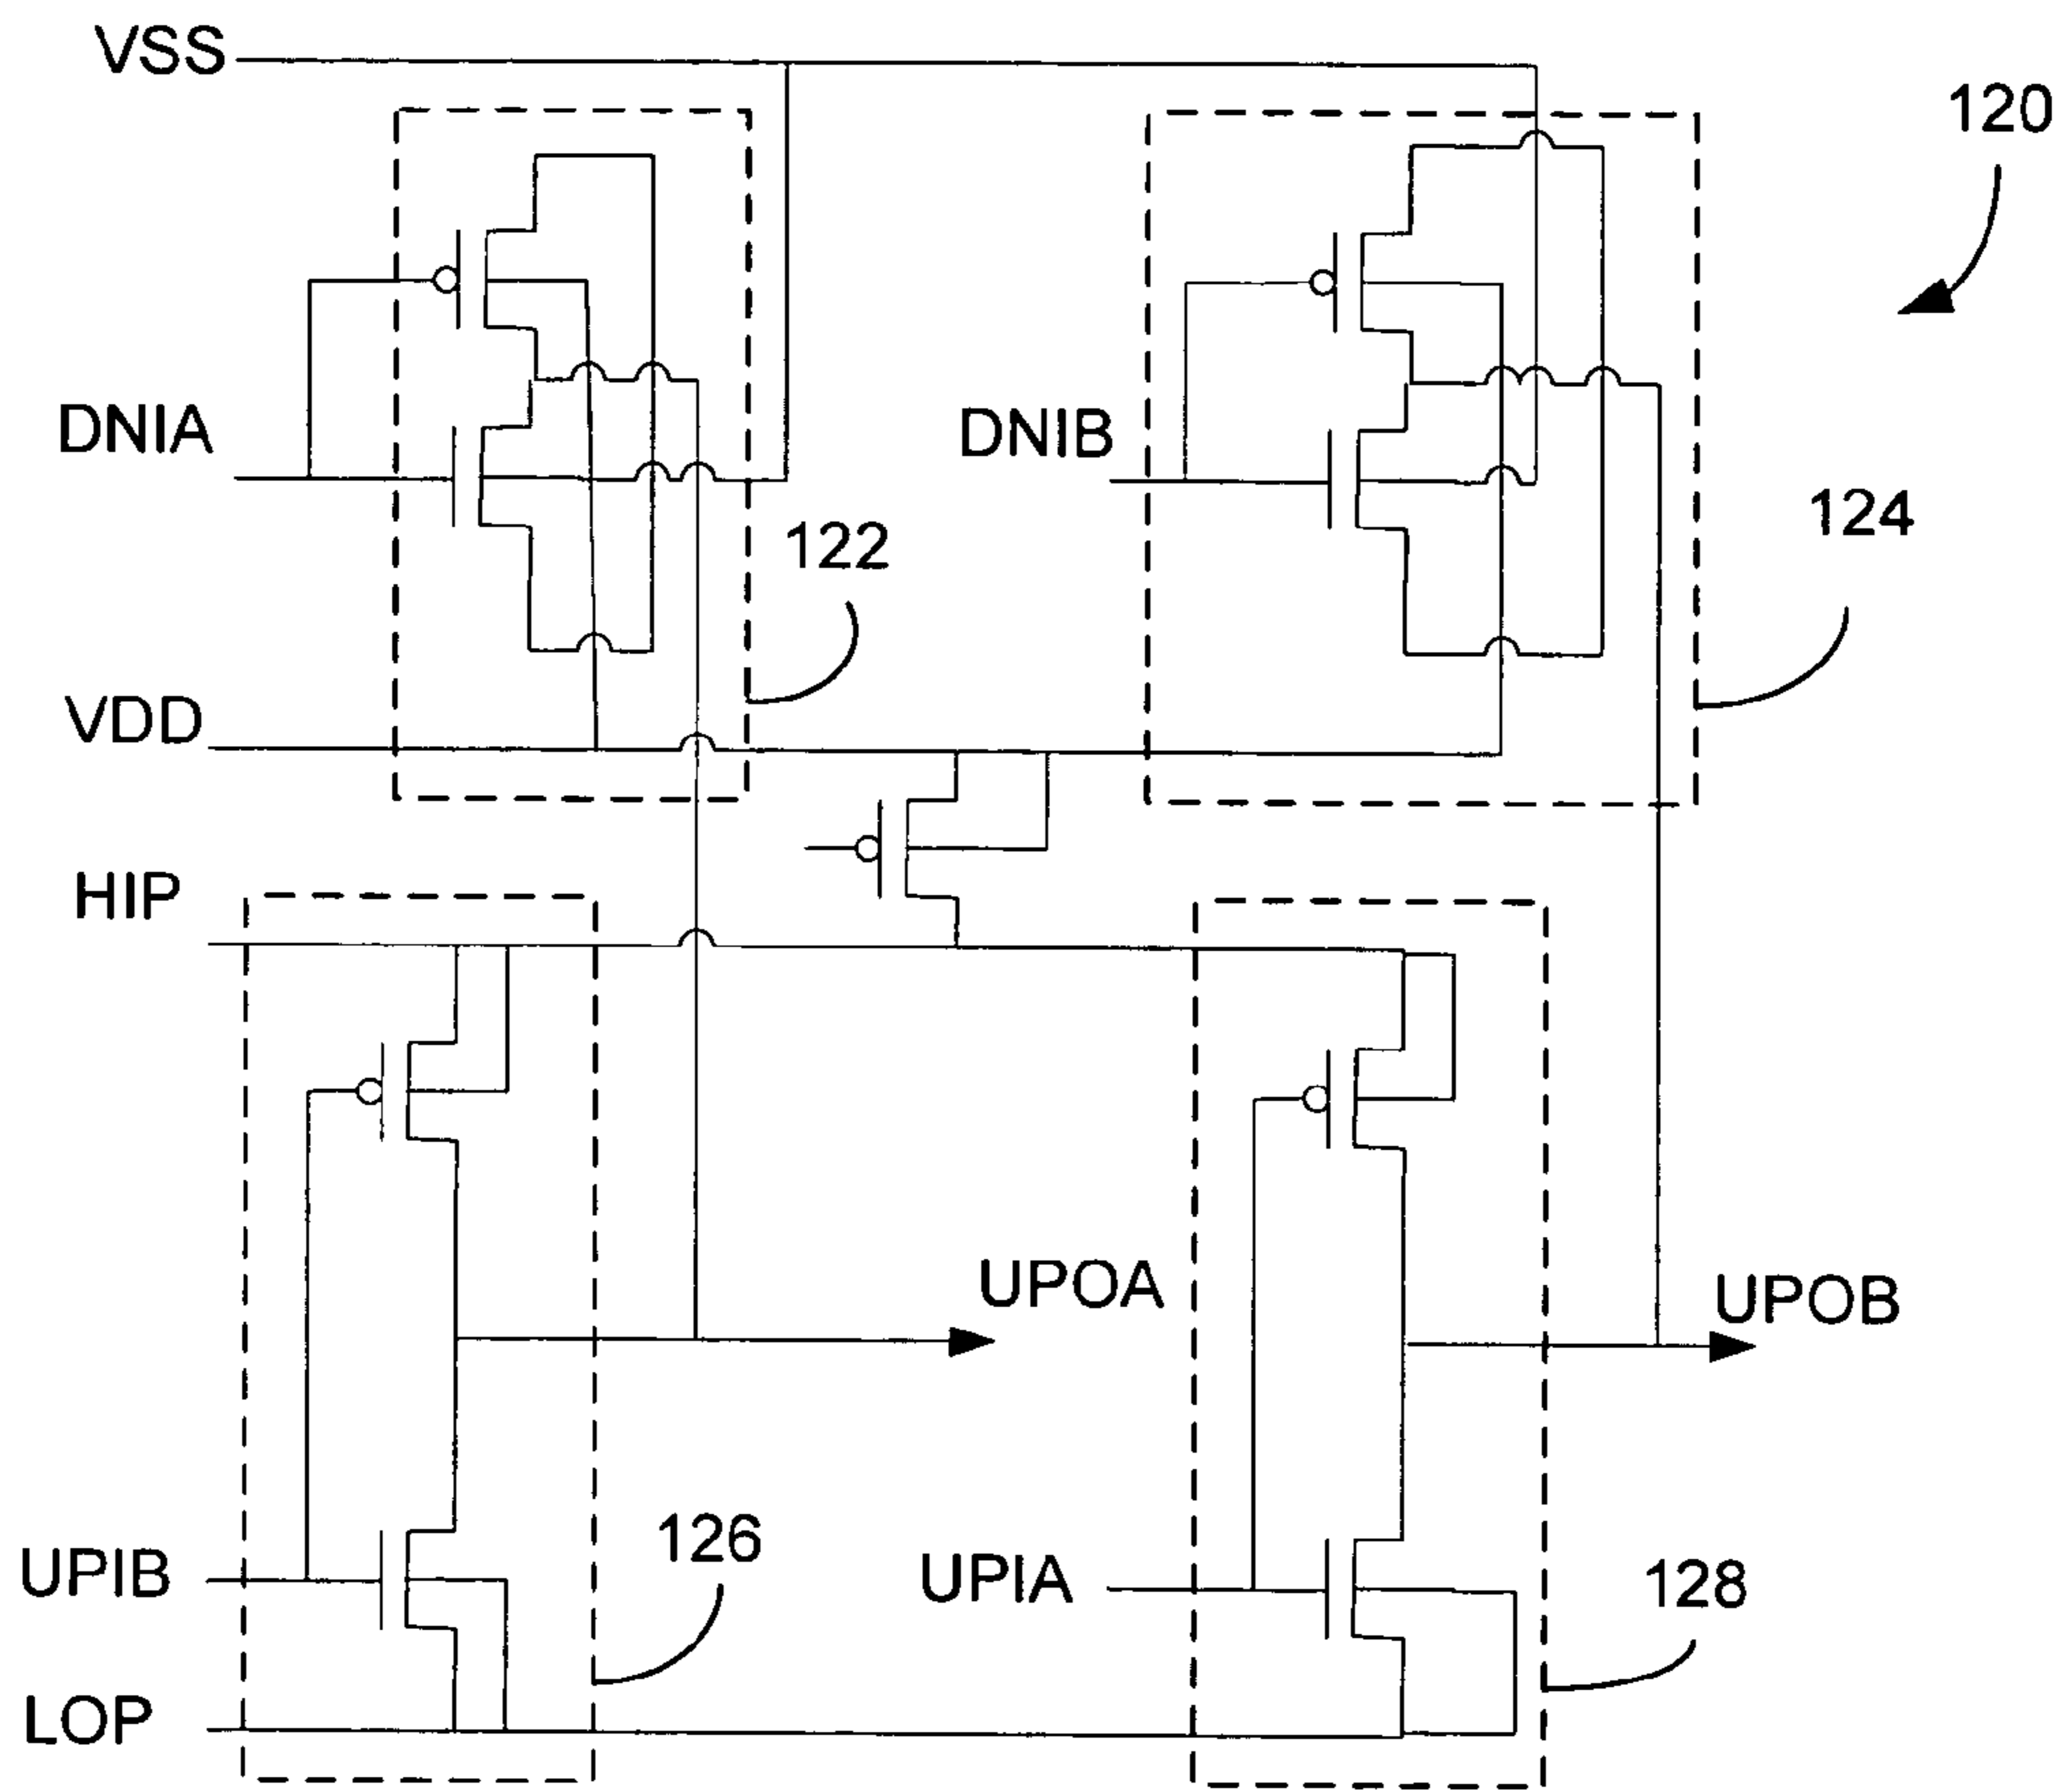 VSS
120
DNIA
DNIB
124
122
VDD
HIP
UPOA
UPOB
126
UPIB
UPIA
128
LOP